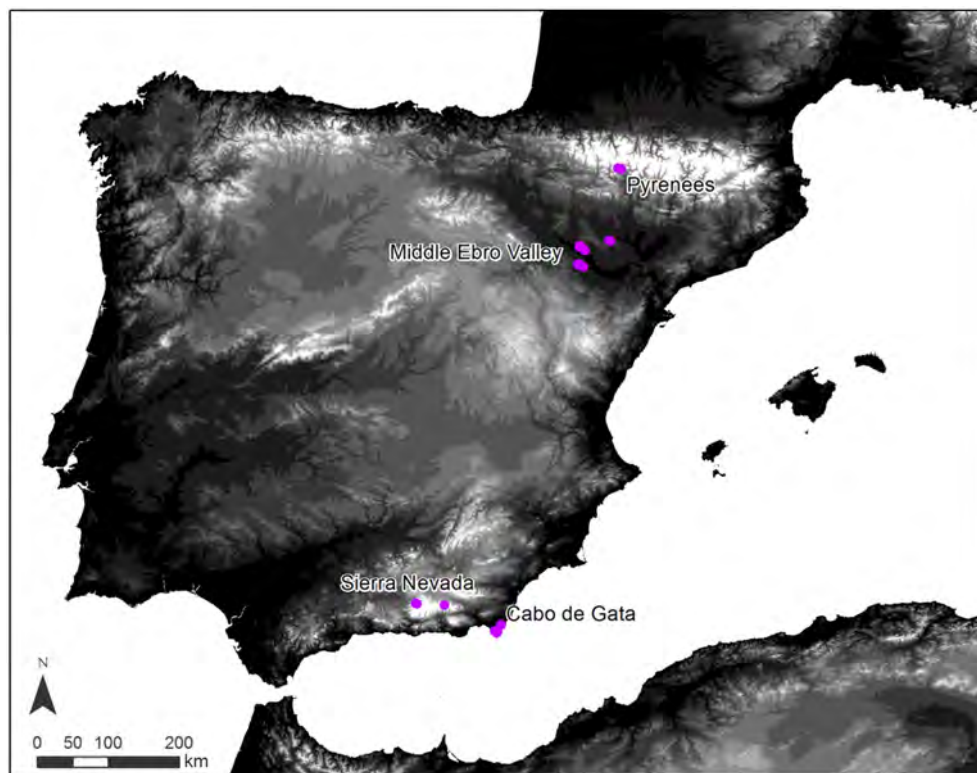 Pyrenees
Middle Ebro Valley
Sierra Nevada
Cabo de Gata
N
0 50 100 200
km